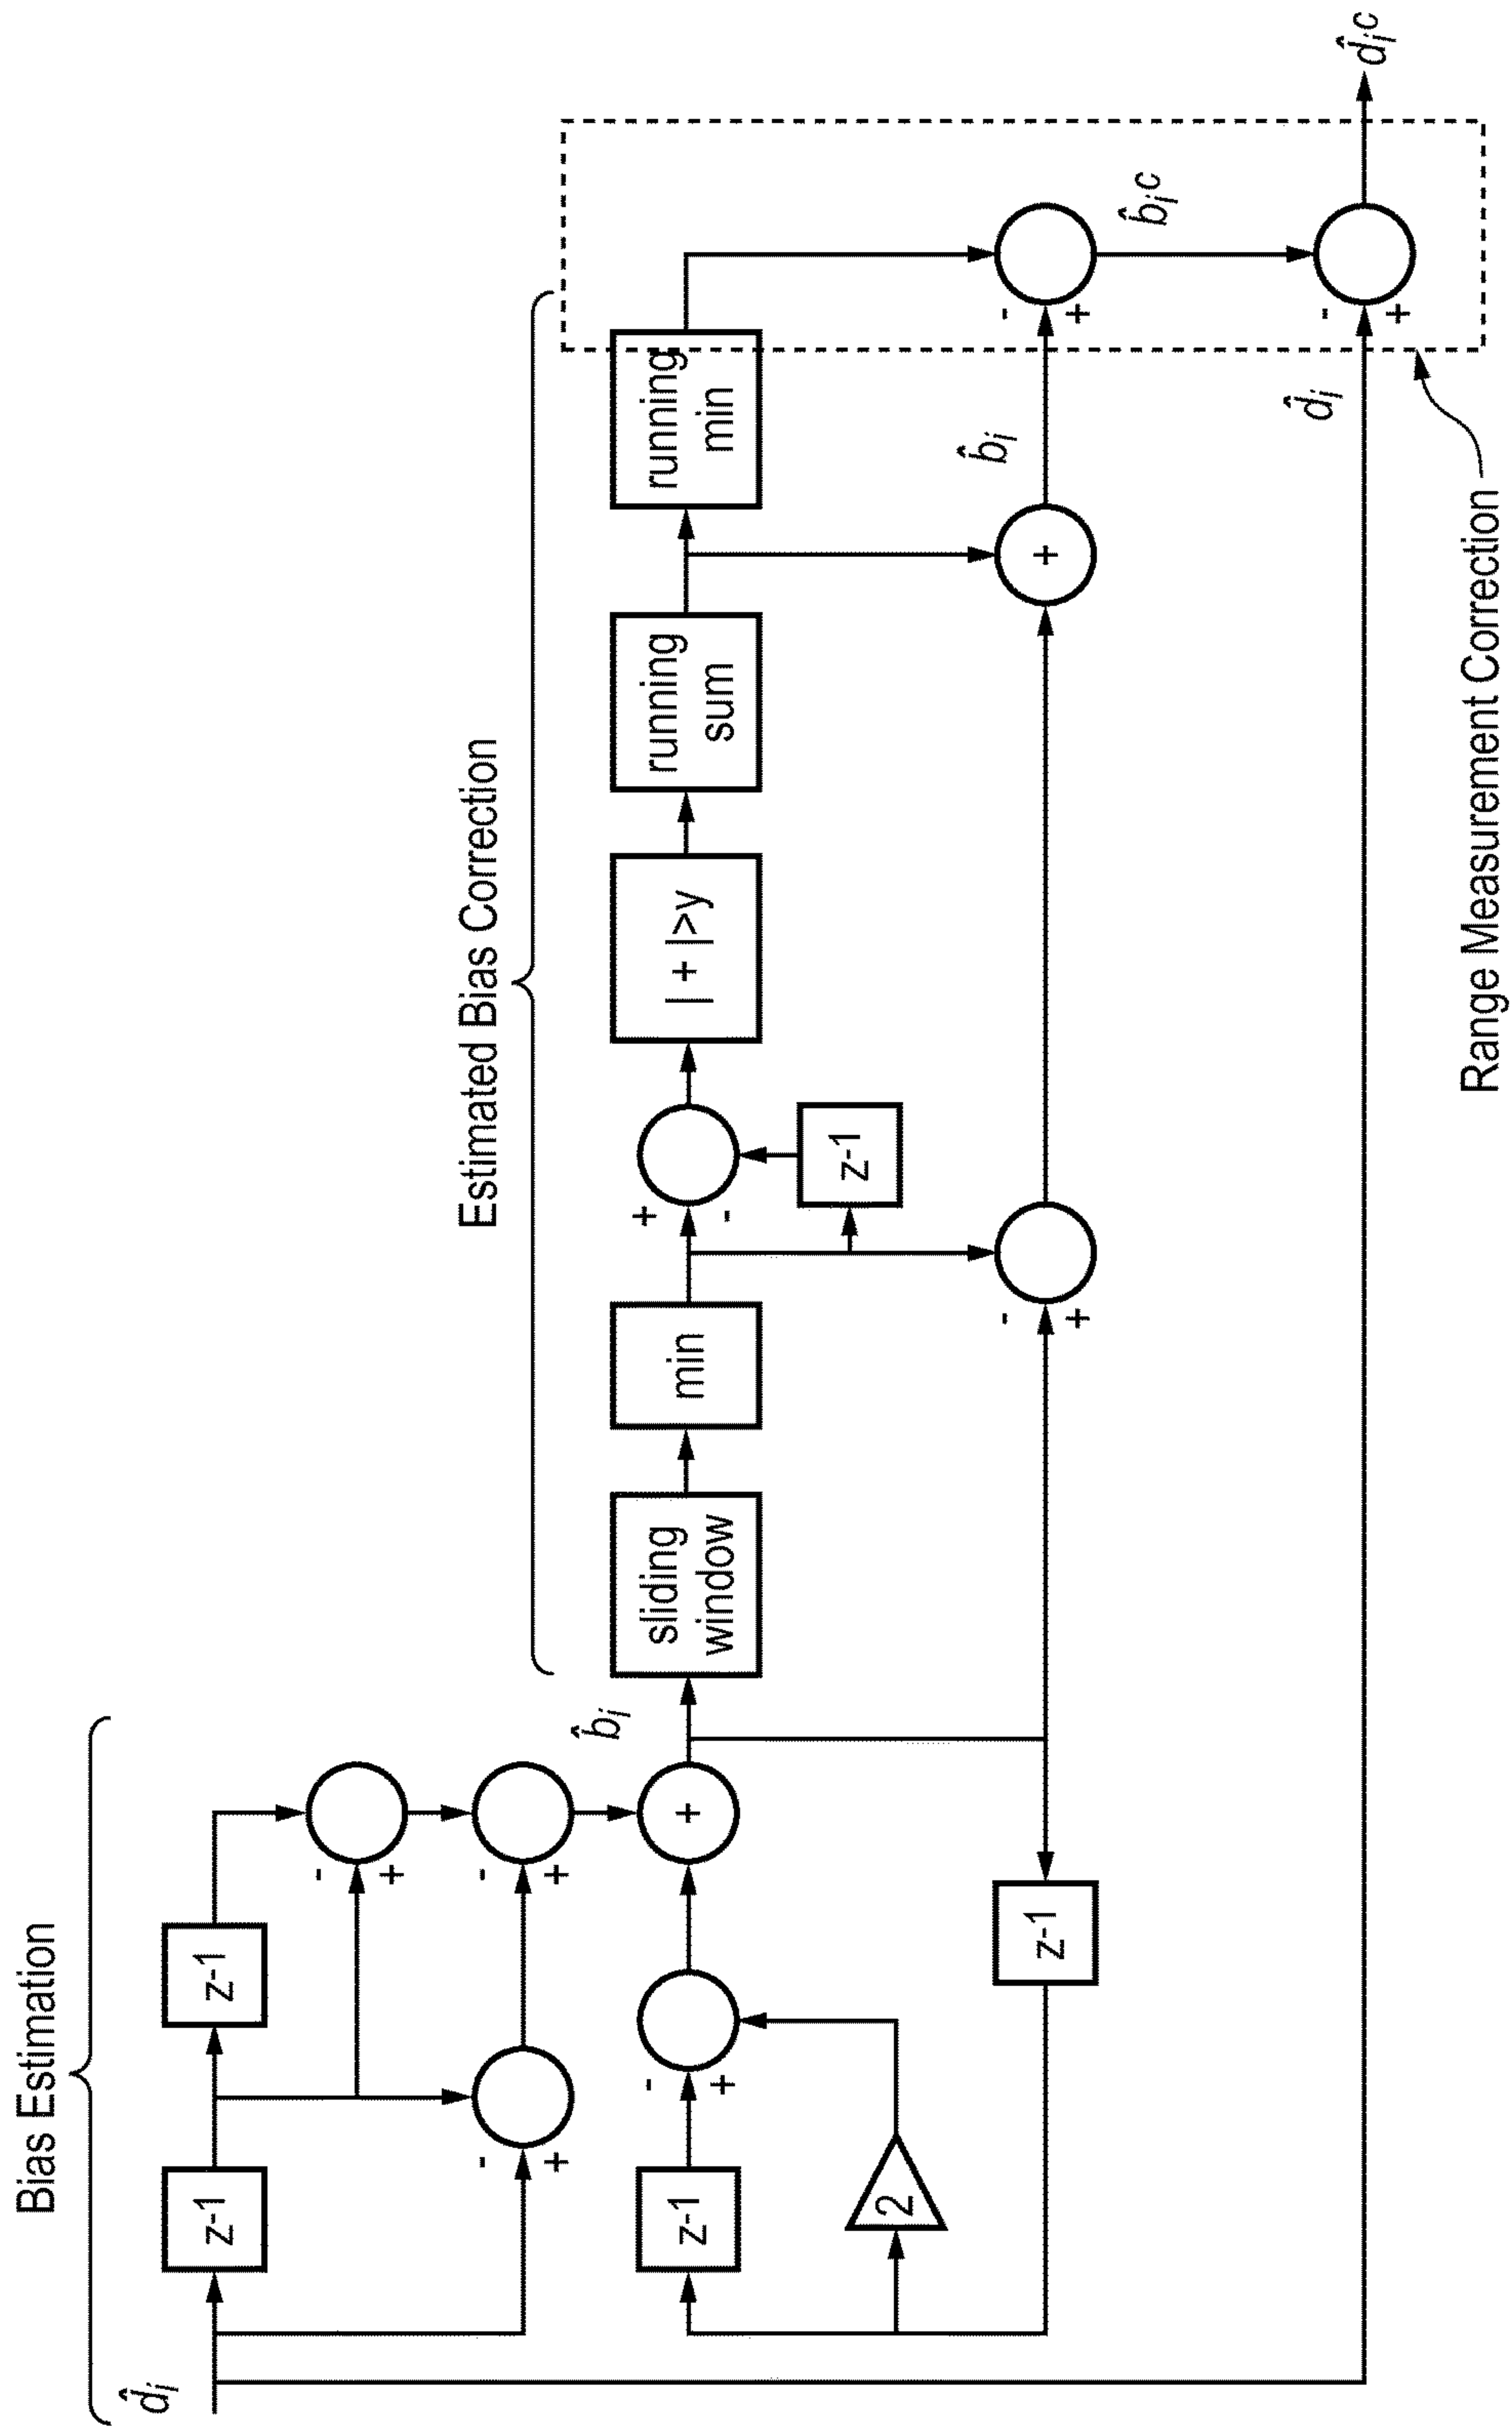 Bias Estimation
d̂ᵢ
z-1
z-1
-
+
-
+
-
+
z-1
2
-
+
+
z-1
b̂ᵢ
Estimated Bias Correction
sliding
window
min
+
-
z-1
| + |>y
running
sum
running
min
-
+
+
b̂ᵢ
-
+
b̂ᵢᶜ
d̂ᵢ
-
+
d̂ᵢᶜ
Range Measurement Correction